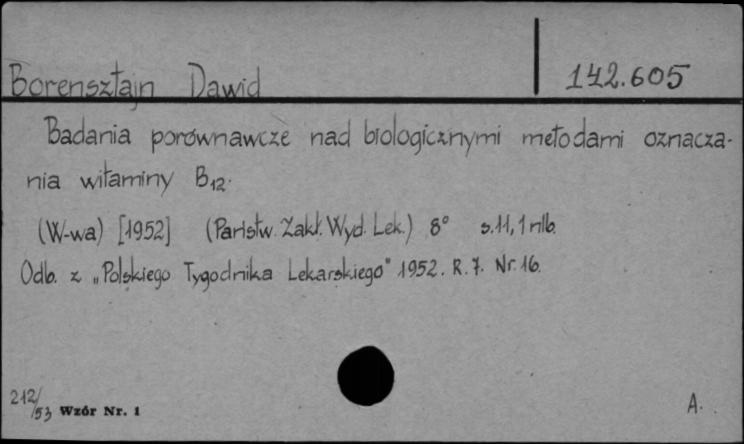 Borensztajn Dawid 142.605
Badania porównawcze nad biologicznymi metodami oznacza-
nia witaminy B12.
(W-wa) [1952] (Państw. Zakł. Wyd. Lek.) 8° s. 11, 1 nlb.
Odb. z „Polskiego Tygodnika Lekarskiego" 1952. R. 7. Nr. 16.
212/53 Wzór Nr. 1 A.